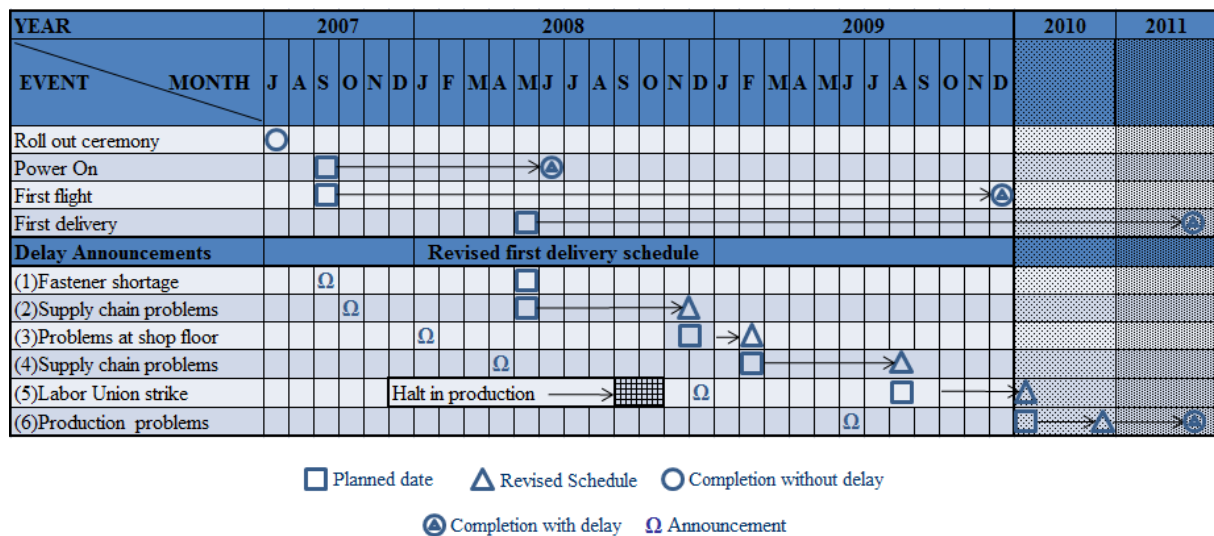 YEAR 2007 2008 2009 2010 2011
EVENT MONTH J A S O N D J F M A M J J A S O N D J F M A M J J A S O N D
Roll out ceremony
Power On
First flight
First delivery
Delay Announcements Revised first delivery schedule
(1)Fastener shortage Ω
(2)Supply chain problems Ω
(3)Problems at shop floor Ω
(4)Supply chain problems Ω
(5)Labor Union strike Halt in production Ω
(6)Production problems Ω
Planned date Revised Schedule Completion without delay
Completion with delay Ω Announcement